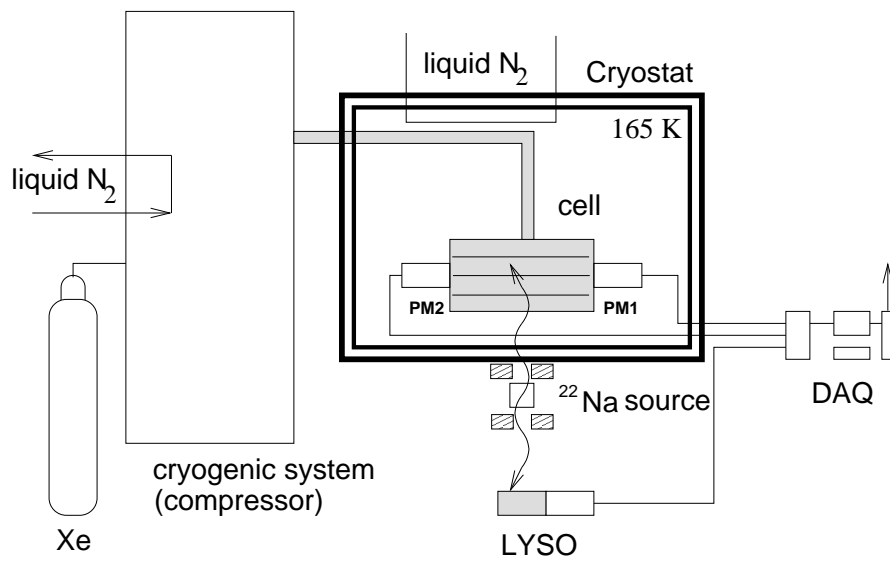 liquid N2
Cryostat
165 K
liquid N2
cell
PM2
PM1
22Na source
DAQ
cryogenic system
(compressor)
Xe
LYSO